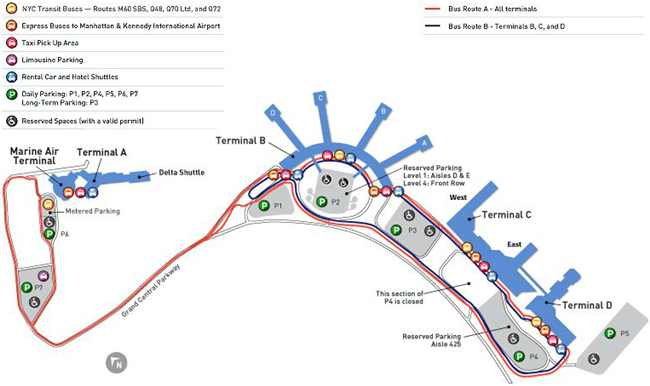 NYC Transit Buses — Routes M60 SBS, Q48, Q70 Ltd, and Q72
Express Buses to Manhattan & Kennedy International Airport
Taxi Pick Up Area
Limousine Parking
Rental Car and Hotel Shuttles
P Daily Parking: P1, P2, P4, P5, P6, P7
Long-Term Parking: P3
Reserved Spaces (with a valid permit)
Bus Route A - All terminals
Bus Route B - Terminals B, C, and D
D
C
B
A
Terminal B
Marine Air
Terminal
Terminal A
Delta Shuttle
Metered Parking
P P6
P P7
P1 P
P P2
Reserved Parking
Level 1: Aisles D & E
Level 4: Front Row
P3
P
West
Terminal C
East
Terminal D
This section of
P4 is closed
Reserved Parking
Aisle 425
P P4
P P5
Grand Central Parkway
N